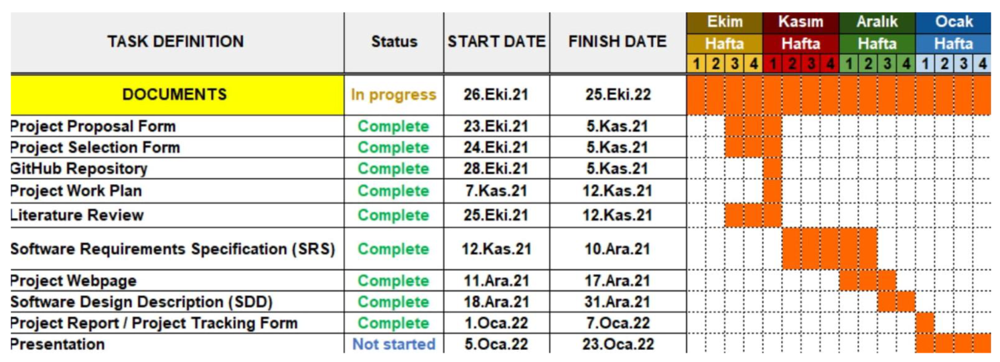 TASK DEFINITION Status START DATE FINISH DATE Ekim Kasım Aralık Ocak
Hafta Hafta Hafta Hafta
1 2 3 4 1 2 3 4 1 2 3 4 1 2 3 4
DOCUMENTS In progress 26.Eki.21 25.Eki.22
Project Proposal Form Complete 23.Eki.21 5.Kas.21
Project Selection Form Complete 24.Eki.21 5.Kas.21
GitHub Repository Complete 28.Eki.21 5.Kas.21
Project Work Plan Complete 7.Kas.21 12.Kas.21
Literature Review Complete 25.Eki.21 12.Kas.21
Software Requirements Specification (SRS) Complete 12.Kas.21 10.Ara.21
Project Webpage Complete 11.Ara.21 17.Ara.21
Software Design Description (SDD) Complete 18.Ara.21 31.Ara.21
Project Report / Project Tracking Form Complete 1.Oca.22 7.Oca.22
Presentation Not started 5.Oca.22 23.Oca.22